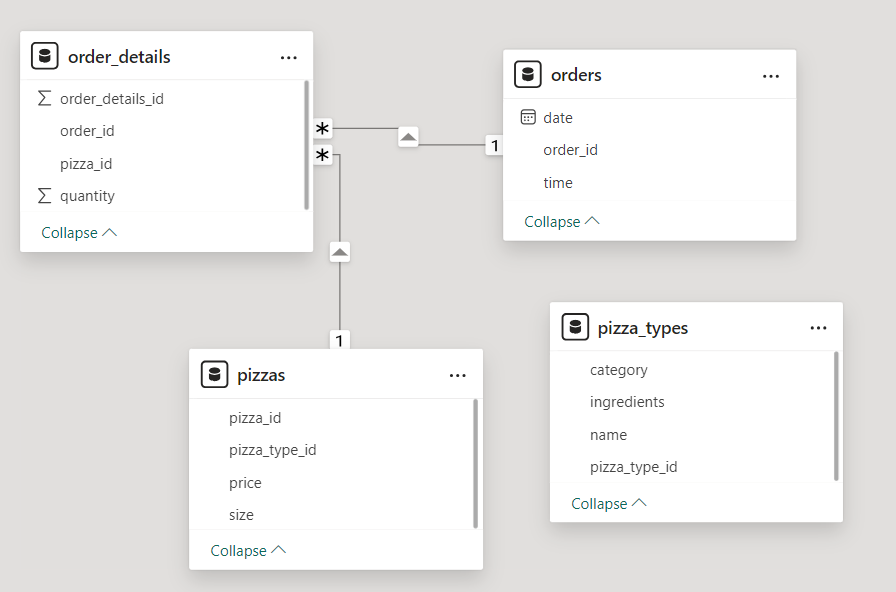 order_details
order_details_id
order_id
pizza_id
quantity
Collapse
*
*
1
orders
date
order_id
time
Collapse
1
pizzas
pizza_id
pizza_type_id
price
size
Collapse
pizza_types
category
ingredients
name
pizza_type_id
Collapse